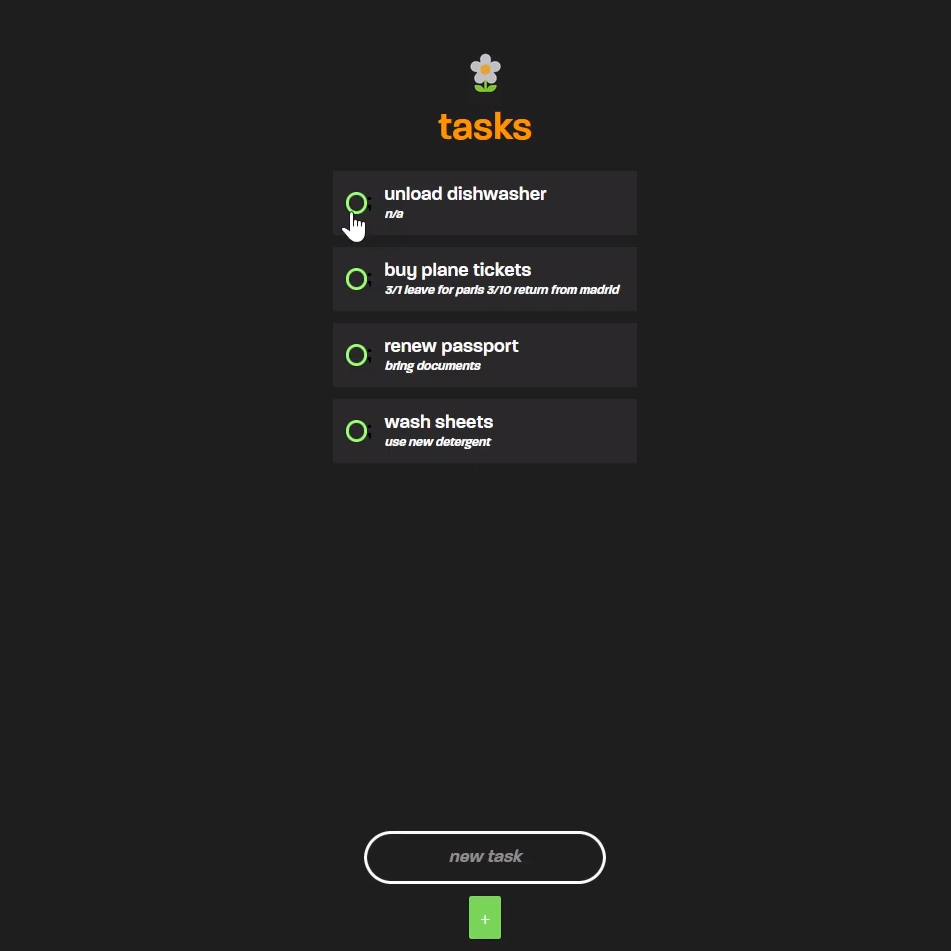 tasks
unload dishwasher
n/a
buy plane tickets
3/1 leave for paris 3/10 return from madrid
renew passport
bring documents
wash sheets
use new detergent
new task
+